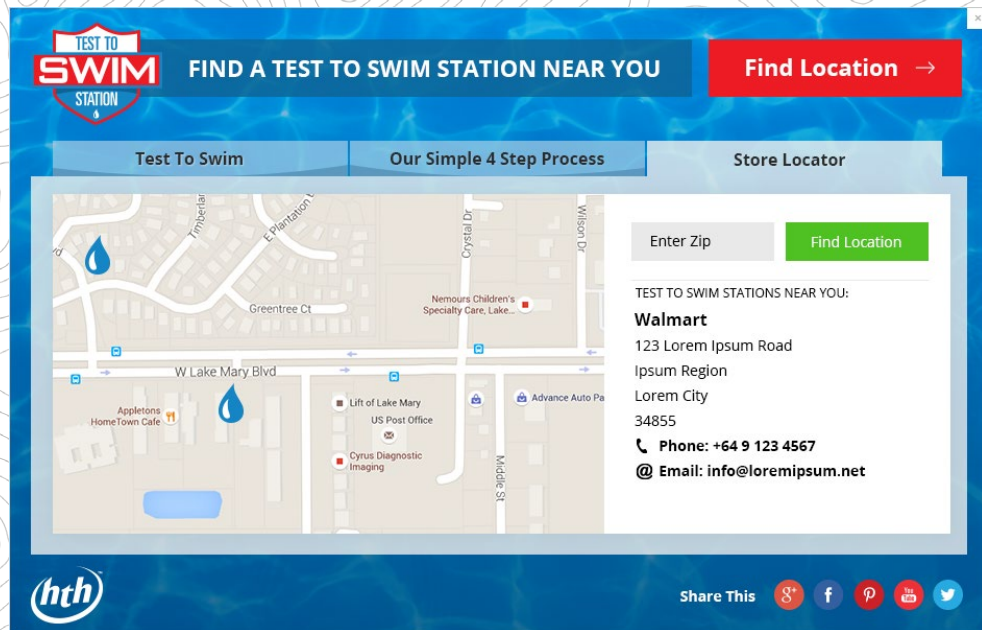 TEST TO
SWIM
STATION
FIND A TEST TO SWIM STATION NEAR YOU
Find Location →
Test To Swim
Our Simple 4 Step Process
Store Locator
E Plantation
Crystal Dr
Wilson Dr
Greentree Ct
Nemours Children's
Specialty Care, Lake...
W Lake Mary Blvd
Appletons
HomeTown Cafe
Lift of Lake Mary
US Post Office
Advance Auto Pa
Cyrus Diagnostic
Imaging
Middle St
Enter Zip
Find Location
TEST TO SWIM STATIONS NEAR YOU:
Walmart
123 Lorem Ipsum Road
Ipsum Region
Lorem City
34855
Phone: +64 9 123 4567
@ Email: info@loremipsum.net
hth
Share This
g+
f
You
Tube